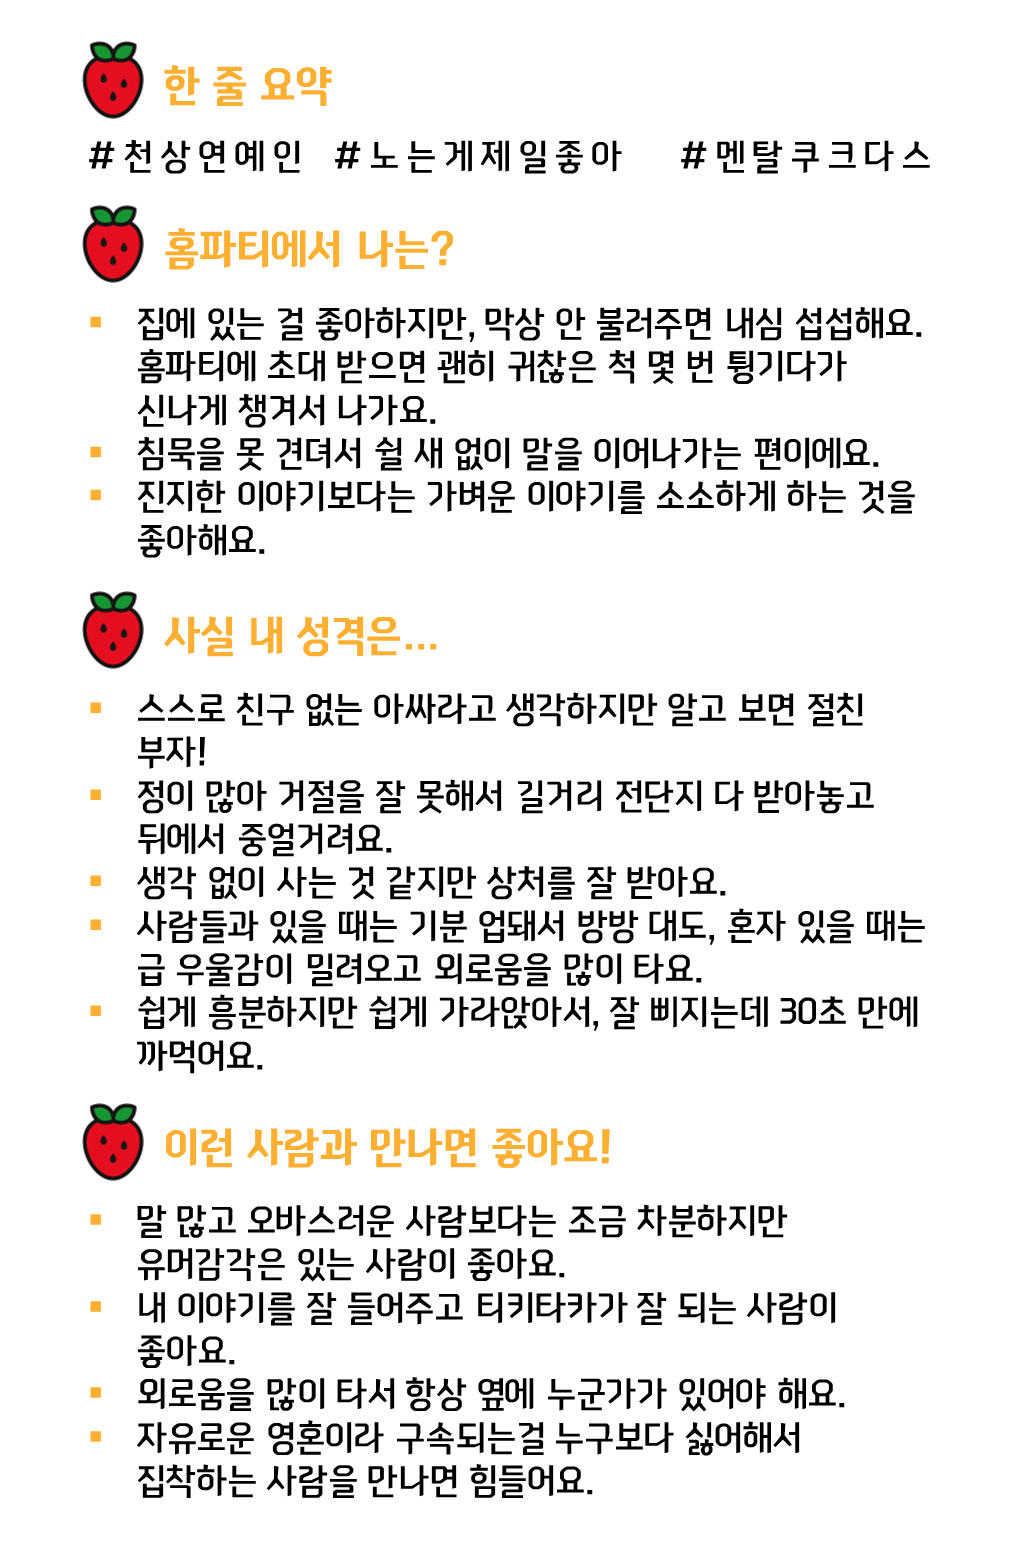 한 줄 요약
#천상연예인 #노는게제일좋아 #멘탈쿠크다스
홈파티에서 나는?
▪ 집에 있는 걸 좋아하지만, 막상 안 불러주면 내심 섭섭해요.
홈파티에 초대 받으면 괜히 귀찮은 척 몇 번 튕기다가
신나게 챙겨서 나가요.
▪ 침묵을 못 견뎌서 쉴 새 없이 말을 이어나가는 편이에요.
▪ 진지한 이야기보다는 가벼운 이야기를 소소하게 하는 것을
좋아해요.
사실 내 성격은...
▪ 스스로 친구 없는 아싸라고 생각하지만 알고 보면 절친
부자!
▪ 정이 많아 거절을 잘 못해서 길거리 전단지 다 받아놓고
뒤에서 중얼거려요.
▪ 생각 없이 사는 것 같지만 상처를 잘 받아요.
▪ 사람들과 있을 때는 기분 업돼서 방방 대도, 혼자 있을 때는
급 우울감이 밀려오고 외로움을 많이 타요.
▪ 쉽게 흥분하지만 쉽게 가라앉아서, 잘 삐지는데 30초 만에
까먹어요.
이런 사람과 만나면 좋아요!
▪ 말 많고 오바스러운 사람보다는 조금 차분하지만
유머감각은 있는 사람이 좋아요.
▪ 내 이야기를 잘 들어주고 티키타카가 잘 되는 사람이
좋아요.
▪ 외로움을 많이 타서 항상 옆에 누군가가 있어야 해요.
▪ 자유로운 영혼이라 구속되는걸 누구보다 싫어해서
집착하는 사람을 만나면 힘들어요.